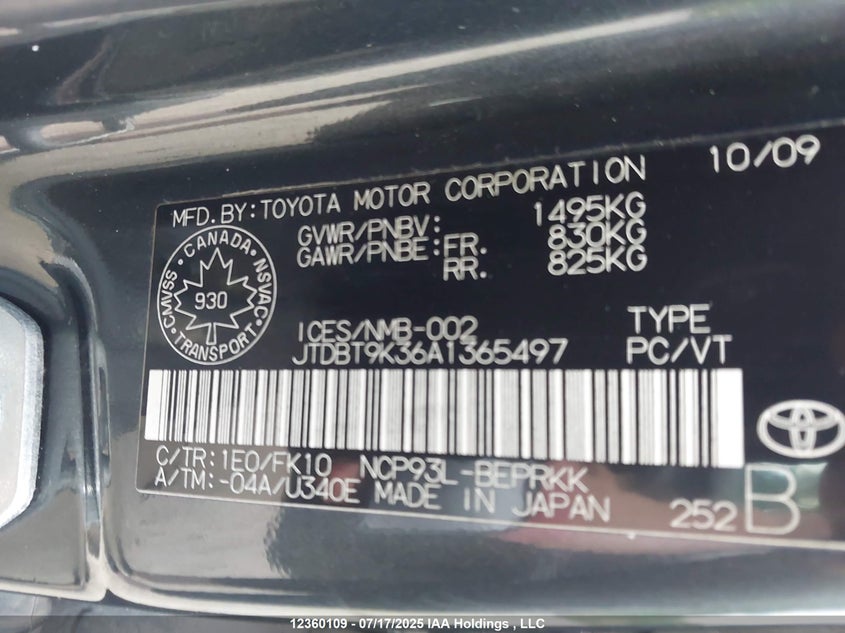 10/09
MFD.BY:TOYOTA MOTOR CORPORATION
GVWR/PNBV: 1495KG
GAWR/PNBE:FR. 830KG
RR. 825KG
CANADA
CMVSS 930 NSVAC
TRANSPORT
ICES/NMB-002 TYPE
JTDBT9K36A1365497 PC/VT
C/TR:1E0/FK10 NCP93L-BEPRKK
A/TM:-04A/U340E MADE IN JAPAN
252 B
12360109 - 07/17/2025 IAA Holdings , LLC